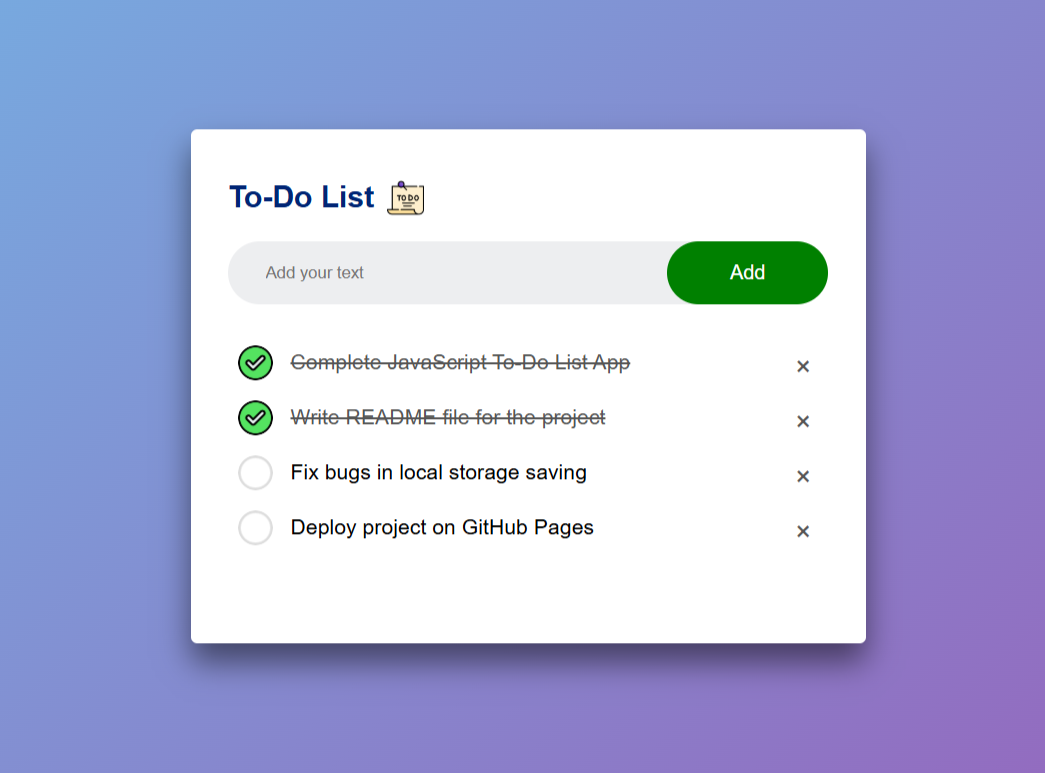 To-Do List
TO DO
Add your text
Add
Complete JavaScript To-Do List App
Write README file for the project
Fix bugs in local storage saving
Deploy project on GitHub Pages